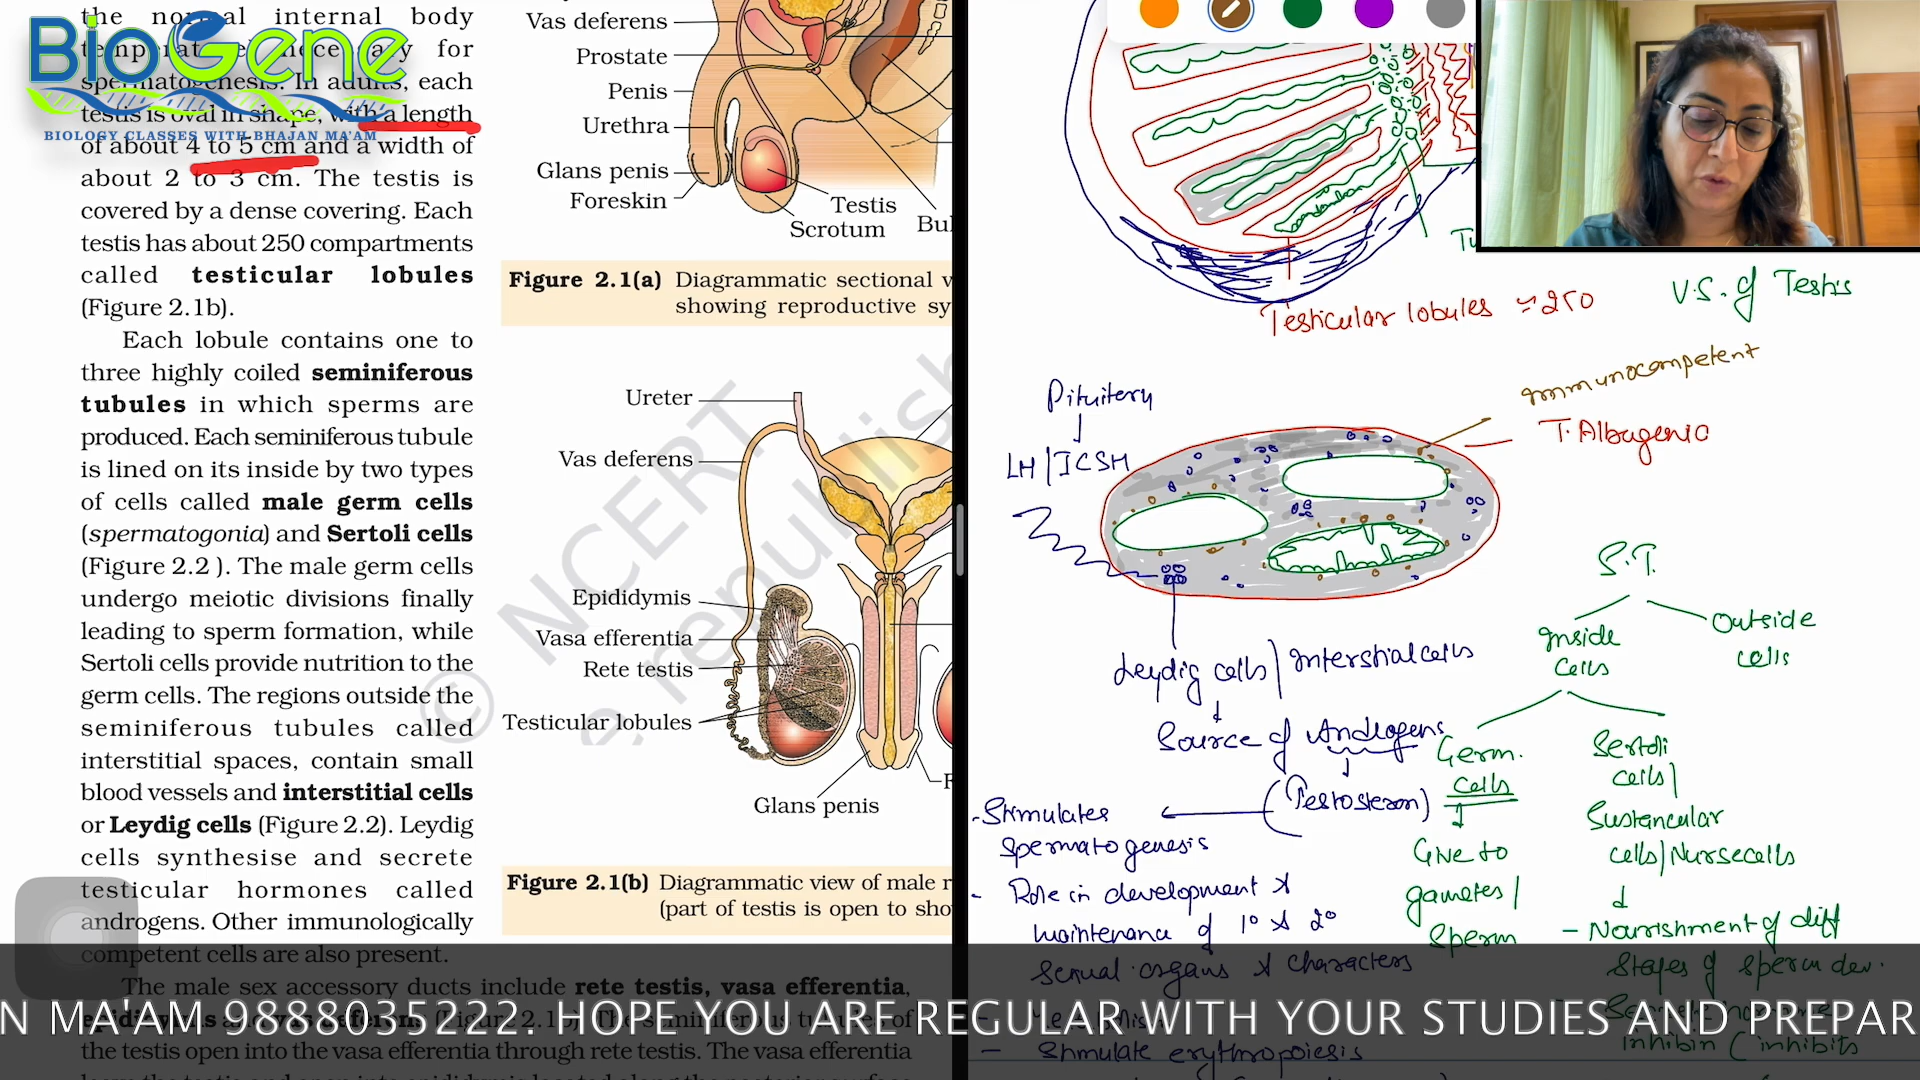 the normal internal body
temperature necessary for
BioGene
spermatogenesis. In adults, each
testis is oval in shape, with a length
BIOLOGY CLASSES WITH BHAJAN MA'AM
of about 4 to 5 cm and a width of
about 2 to 3 cm. The testis is
covered by a dense covering. Each
testis has about 250 compartments
called testicular lobules
(Figure 2.1b).
Each lobule contains one to
three highly coiled seminiferous
tubules in which sperms are
produced. Each seminiferous tubule
is lined on its inside by two types
of cells called male germ cells
(spermatogonia) and Sertoli cells
(Figure 2.2 ). The male germ cells
undergo meiotic divisions finally
leading to sperm formation, while
Sertoli cells provide nutrition to the
germ cells. The regions outside the
seminiferous tubules called
interstitial spaces, contain small
blood vessels and interstitial cells
or Leydig cells (Figure 2.2). Leydig
cells synthesise and secrete
testicular hormones called
androgens. Other immunologically
competent cells are also present.
The male sex accessory ducts include rete testis, vasa efferentia,
the testis open into the vasa efferentia through rete testis. The vasa efferentia
Vas deferens
Prostate
Penis
Urethra
Glans penis
Foreskin
Testis
Scrotum
Bul
Figure 2.1(a) Diagrammatic sectional v
showing reproductive sy
© NCERT
Ureter
Vas deferens
Epididymis
Vasa efferentia
Rete testis
Testicular lobules
Glans penis
F
Figure 2.1(b) Diagrammatic view of male r
(part of testis is open to sho
Tu
V.S. of Testis
Testicular lobules ≃250
Pituitery
LH/ICSH
Immunocompetent
T. Albugenic
Leydig cells/Interstial cells
Source of Androgens
(Testosteron)
-Stimulates
Spermatogenesis
- Role in development &
maintenance of 1° & 2°
Sexual organs & characters
- Stimulate erythropoiesis
S.T.
Inside
Cells
Outside
cells
Germ.
Cells
Give to
gametes/
Sperm
Sertoli
cells/
Sustencular
cells/Nursecells
- Nourishment of diff
Stages of sperm dev.
inhibin (inhibits
N MA'AM 9888035222. HOPE YOU ARE REGULAR WITH YOUR STUDIES AND PREPAR